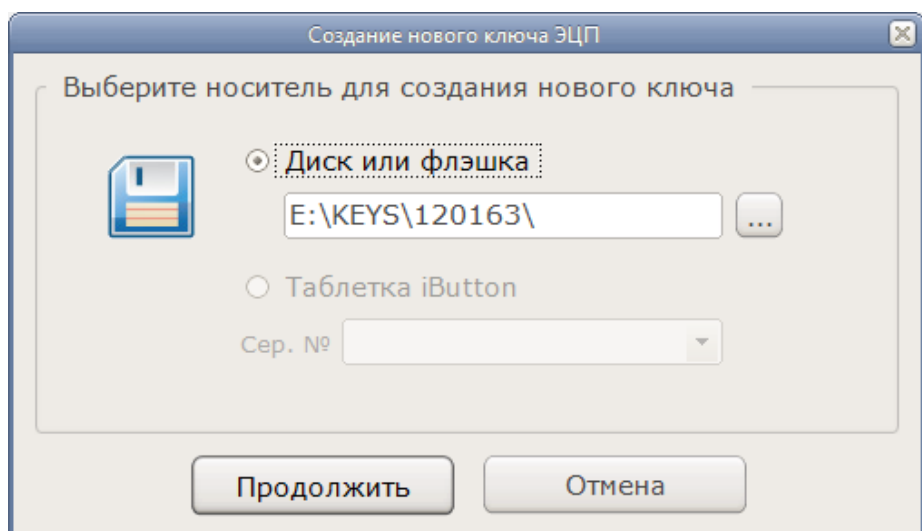 Создание нового ключа ЭЦП
Выберите носитель для создания нового ключа
Диск или флэшка
E:\KEYS\120163\
...
Таблетка iButton
Сер. №
Продолжить
Отмена